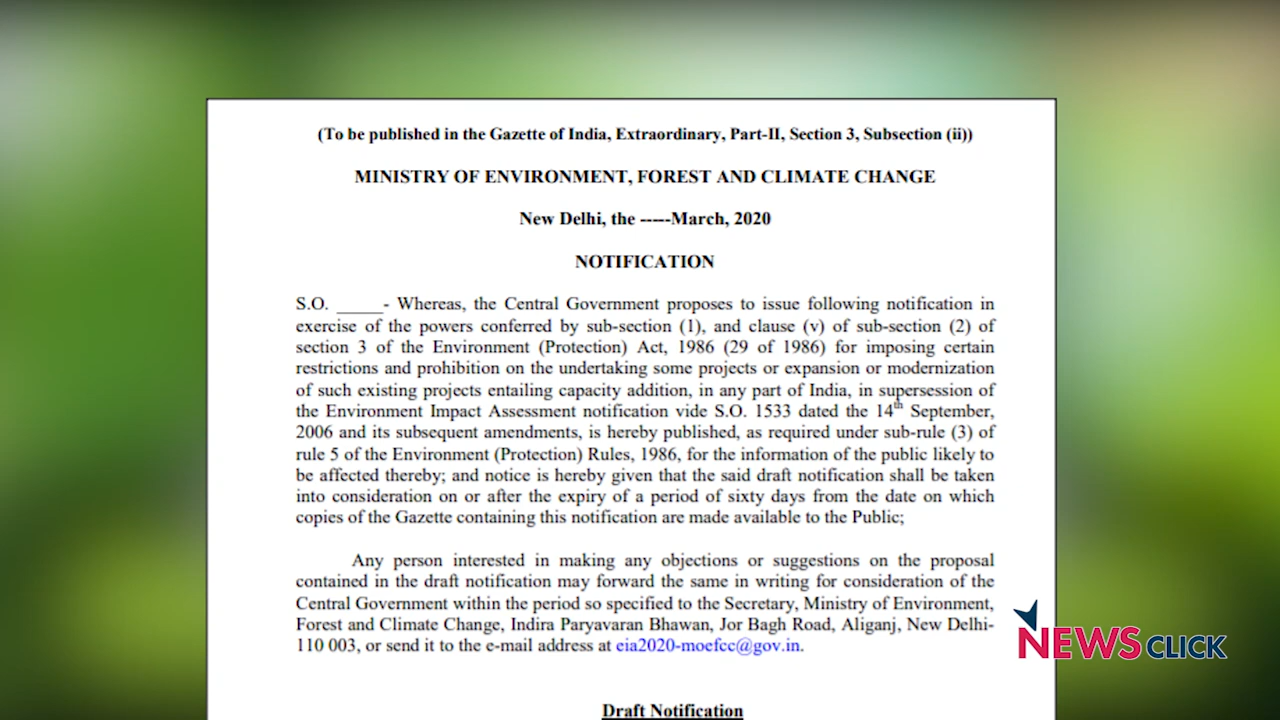 (To be published in the Gazette of India, Extraordinary, Part-II, Section 3, Subsection (ii))
MINISTRY OF ENVIRONMENT, FOREST AND CLIMATE CHANGE
New Delhi, the -----March, 2020
NOTIFICATION
S.O. _____- Whereas, the Central Government proposes to issue following notification in
exercise of the powers conferred by sub-section (1), and clause (v) of sub-section (2) of
section 3 of the Environment (Protection) Act, 1986 (29 of 1986) for imposing certain
restrictions and prohibition on the undertaking some projects or expansion or modernization
of such existing projects entailing capacity addition, in any part of India, in supersession of
the Environment Impact Assessment notification vide S.O. 1533 dated the 14th September,
2006 and its subsequent amendments, is hereby published, as required under sub-rule (3) of
rule 5 of the Environment (Protection) Rules, 1986, for the information of the public likely to
be affected thereby; and notice is hereby given that the said draft notification shall be taken
into consideration on or after the expiry of a period of sixty days from the date on which
copies of the Gazette containing this notification are made available to the Public;
Any person interested in making any objections or suggestions on the proposal
contained in the draft notification may forward the same in writing for consideration of the
Central Government within the period so specified to the Secretary, Ministry of Environment,
Forest and Climate Change, Indira Paryavaran Bhawan, Jor Bagh Road, Aliganj, New Delhi-
110 003, or send it to the e-mail address at eia2020-moefcc@gov.in.
NEWSCLICK
Draft Notification